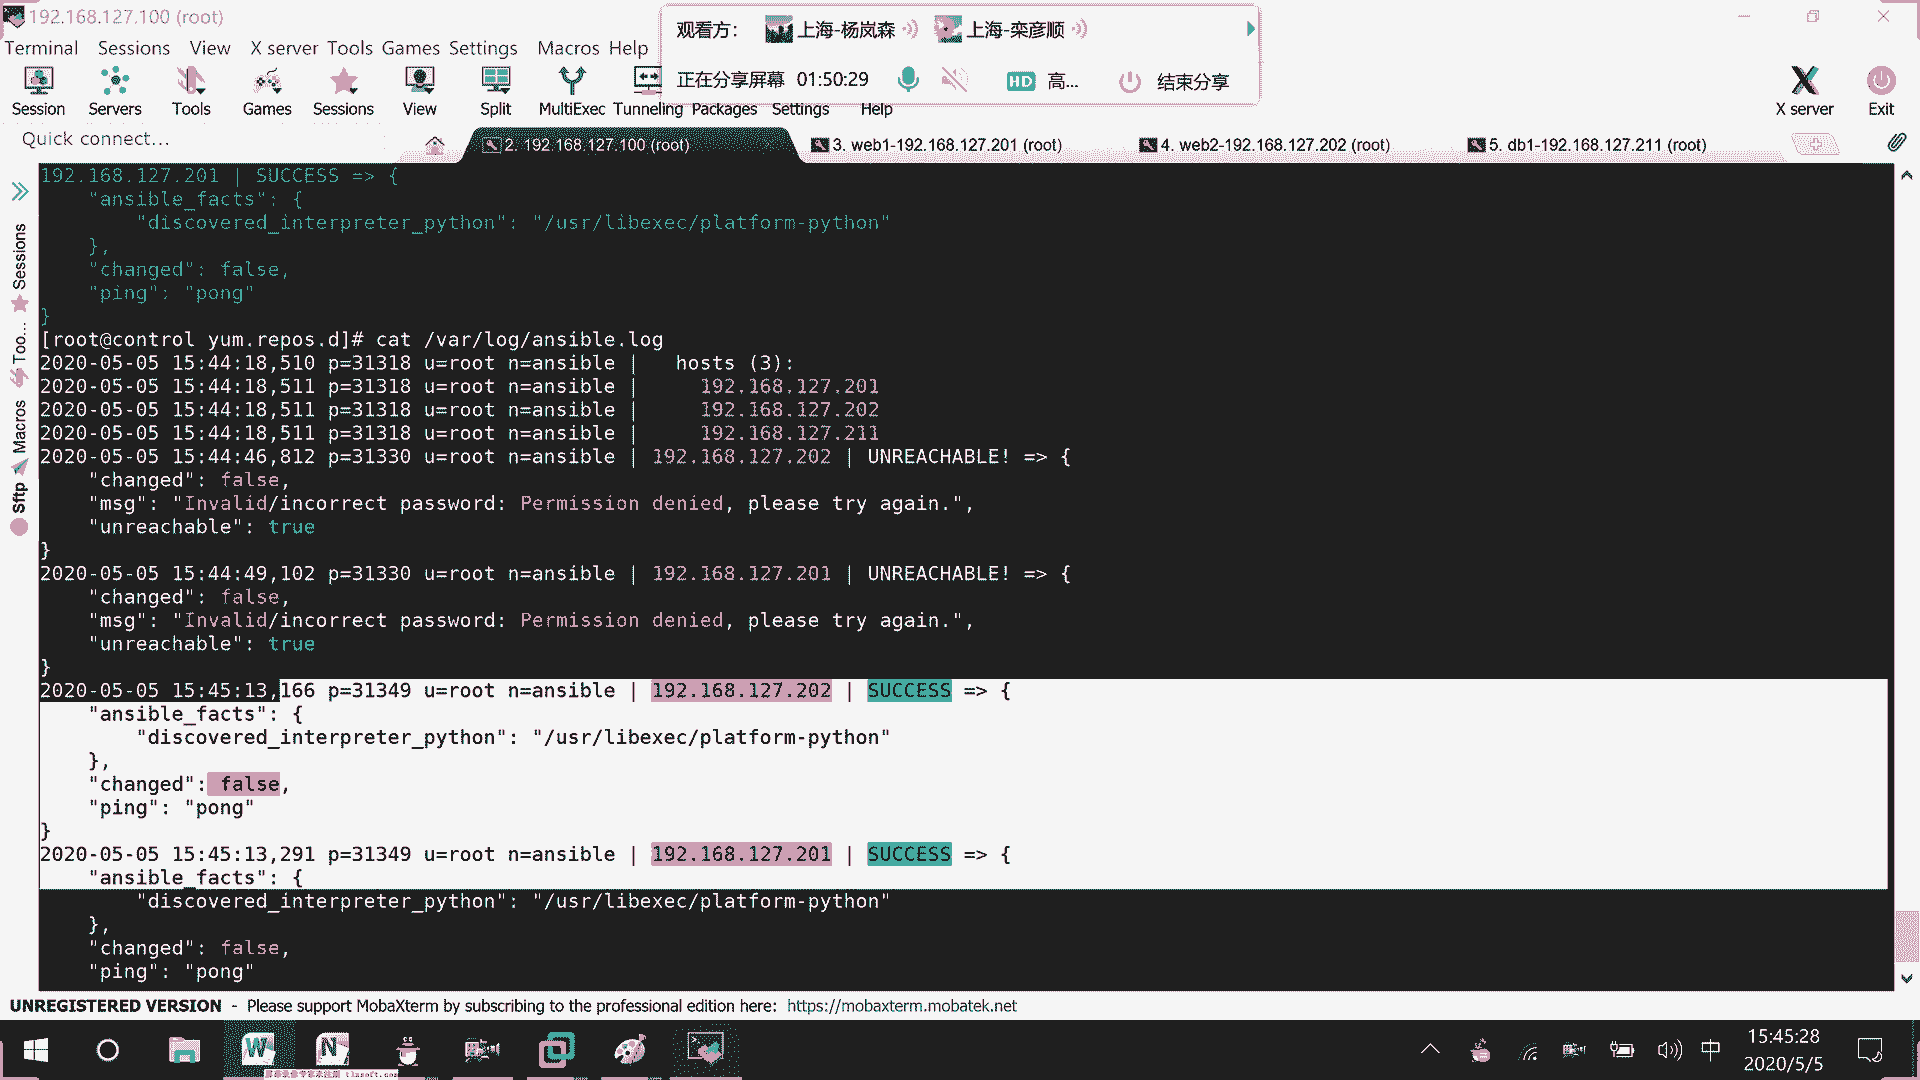 192.168.127.100 (root)
Terminal Sessions View X server Tools Games Settings Macros Help
观看方： 上海-杨岚森 上海-栾彦顺
正在分享屏幕 01:50:29 HD 高... 结束分享
Session Servers Tools Games Sessions View Split MultiExec Tunneling Packages Settings Help X server Exit
Quick connect...
2. 192.168.127.100 (root)
3. web1-192.168.127.201 (root)
4. web2-192.168.127.202 (root)
5. db1-192.168.127.211 (root)
Sessions
Too...
Macros
Sftp
192.168.127.201 | SUCCESS => {
    "ansible_facts": {
        "discovered_interpreter_python": "/usr/libexec/platform-python"
    },
    "changed": false,
    "ping": "pong"
}
[root@control yum.repos.d]# cat /var/log/ansible.log
2020-05-05 15:44:18,510 p=31318 u=root n=ansible |   hosts (3):
2020-05-05 15:44:18,511 p=31318 u=root n=ansible |     192.168.127.201
2020-05-05 15:44:18,511 p=31318 u=root n=ansible |     192.168.127.202
2020-05-05 15:44:18,511 p=31318 u=root n=ansible |     192.168.127.211
2020-05-05 15:44:46,812 p=31330 u=root n=ansible | 192.168.127.202 | UNREACHABLE! => {
    "changed": false,
    "msg": "Invalid/incorrect password: Permission denied, please try again.",
    "unreachable": true
}
2020-05-05 15:44:49,102 p=31330 u=root n=ansible | 192.168.127.201 | UNREACHABLE! => {
    "changed": false,
    "msg": "Invalid/incorrect password: Permission denied, please try again.",
    "unreachable": true
}
2020-05-05 15:45:13,166 p=31349 u=root n=ansible | 192.168.127.202 | SUCCESS => {
    "ansible_facts": {
        "discovered_interpreter_python": "/usr/libexec/platform-python"
    },
    "changed": false,
    "ping": "pong"
}
2020-05-05 15:45:13,291 p=31349 u=root n=ansible | 192.168.127.201 | SUCCESS => {
    "ansible_facts": {
        "discovered_interpreter_python": "/usr/libexec/platform-python"
    },
    "changed": false,
    "ping": "pong"
UNREGISTERED VERSION - Please support MobaXterm by subscribing to the professional edition here: https://mobaxterm.mobatek.net
中
15:45:28
2020/5/5